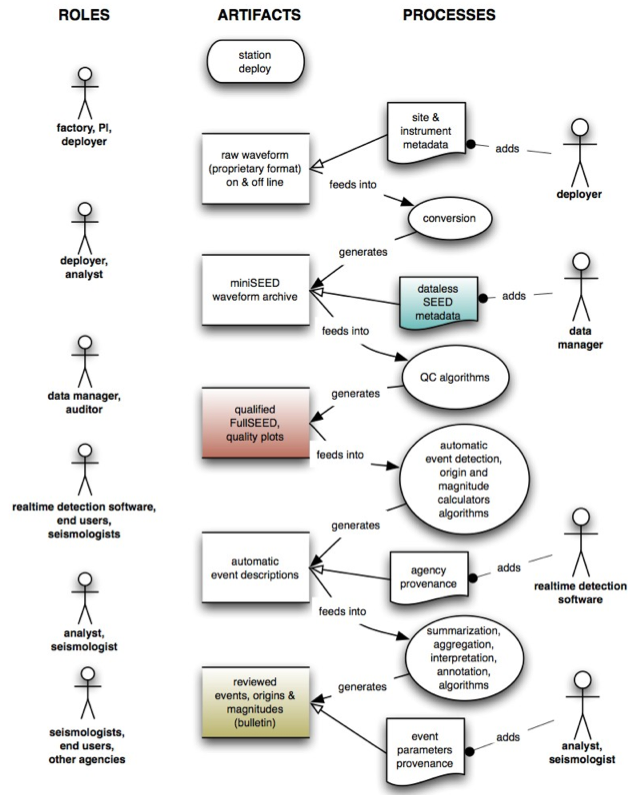 ROLES
ARTIFACTS
PROCESSES
station
deploy
factory, PI,
deployer
site &
instrument
metadata
adds
deployer
raw waveform
(proprietary format)
on & off line
feeds into
conversion
deployer,
analyst
generates
miniSEED
waveform archive
dataless
SEED
metadata
adds
data
manager
feeds into
data manager,
auditor
QC algorithms
generates
qualified
FullSEED,
quality plots
feeds into
automatic
event detection,
origin and
magnitude
calculators
algorithms
realtime detection software,
end users,
seismologists
generates
automatic
event descriptions
agency
provenance
adds
realtime detection
software
feeds into
analyst,
seismologist
summarization,
aggregation,
interpretation,
annotation,
algorithms
generates
reviewed
events, origins &
magnitudes
(bulletin)
seismologists,
end users,
other agencies
event
parameters
provenance
adds
analyst,
seismologist